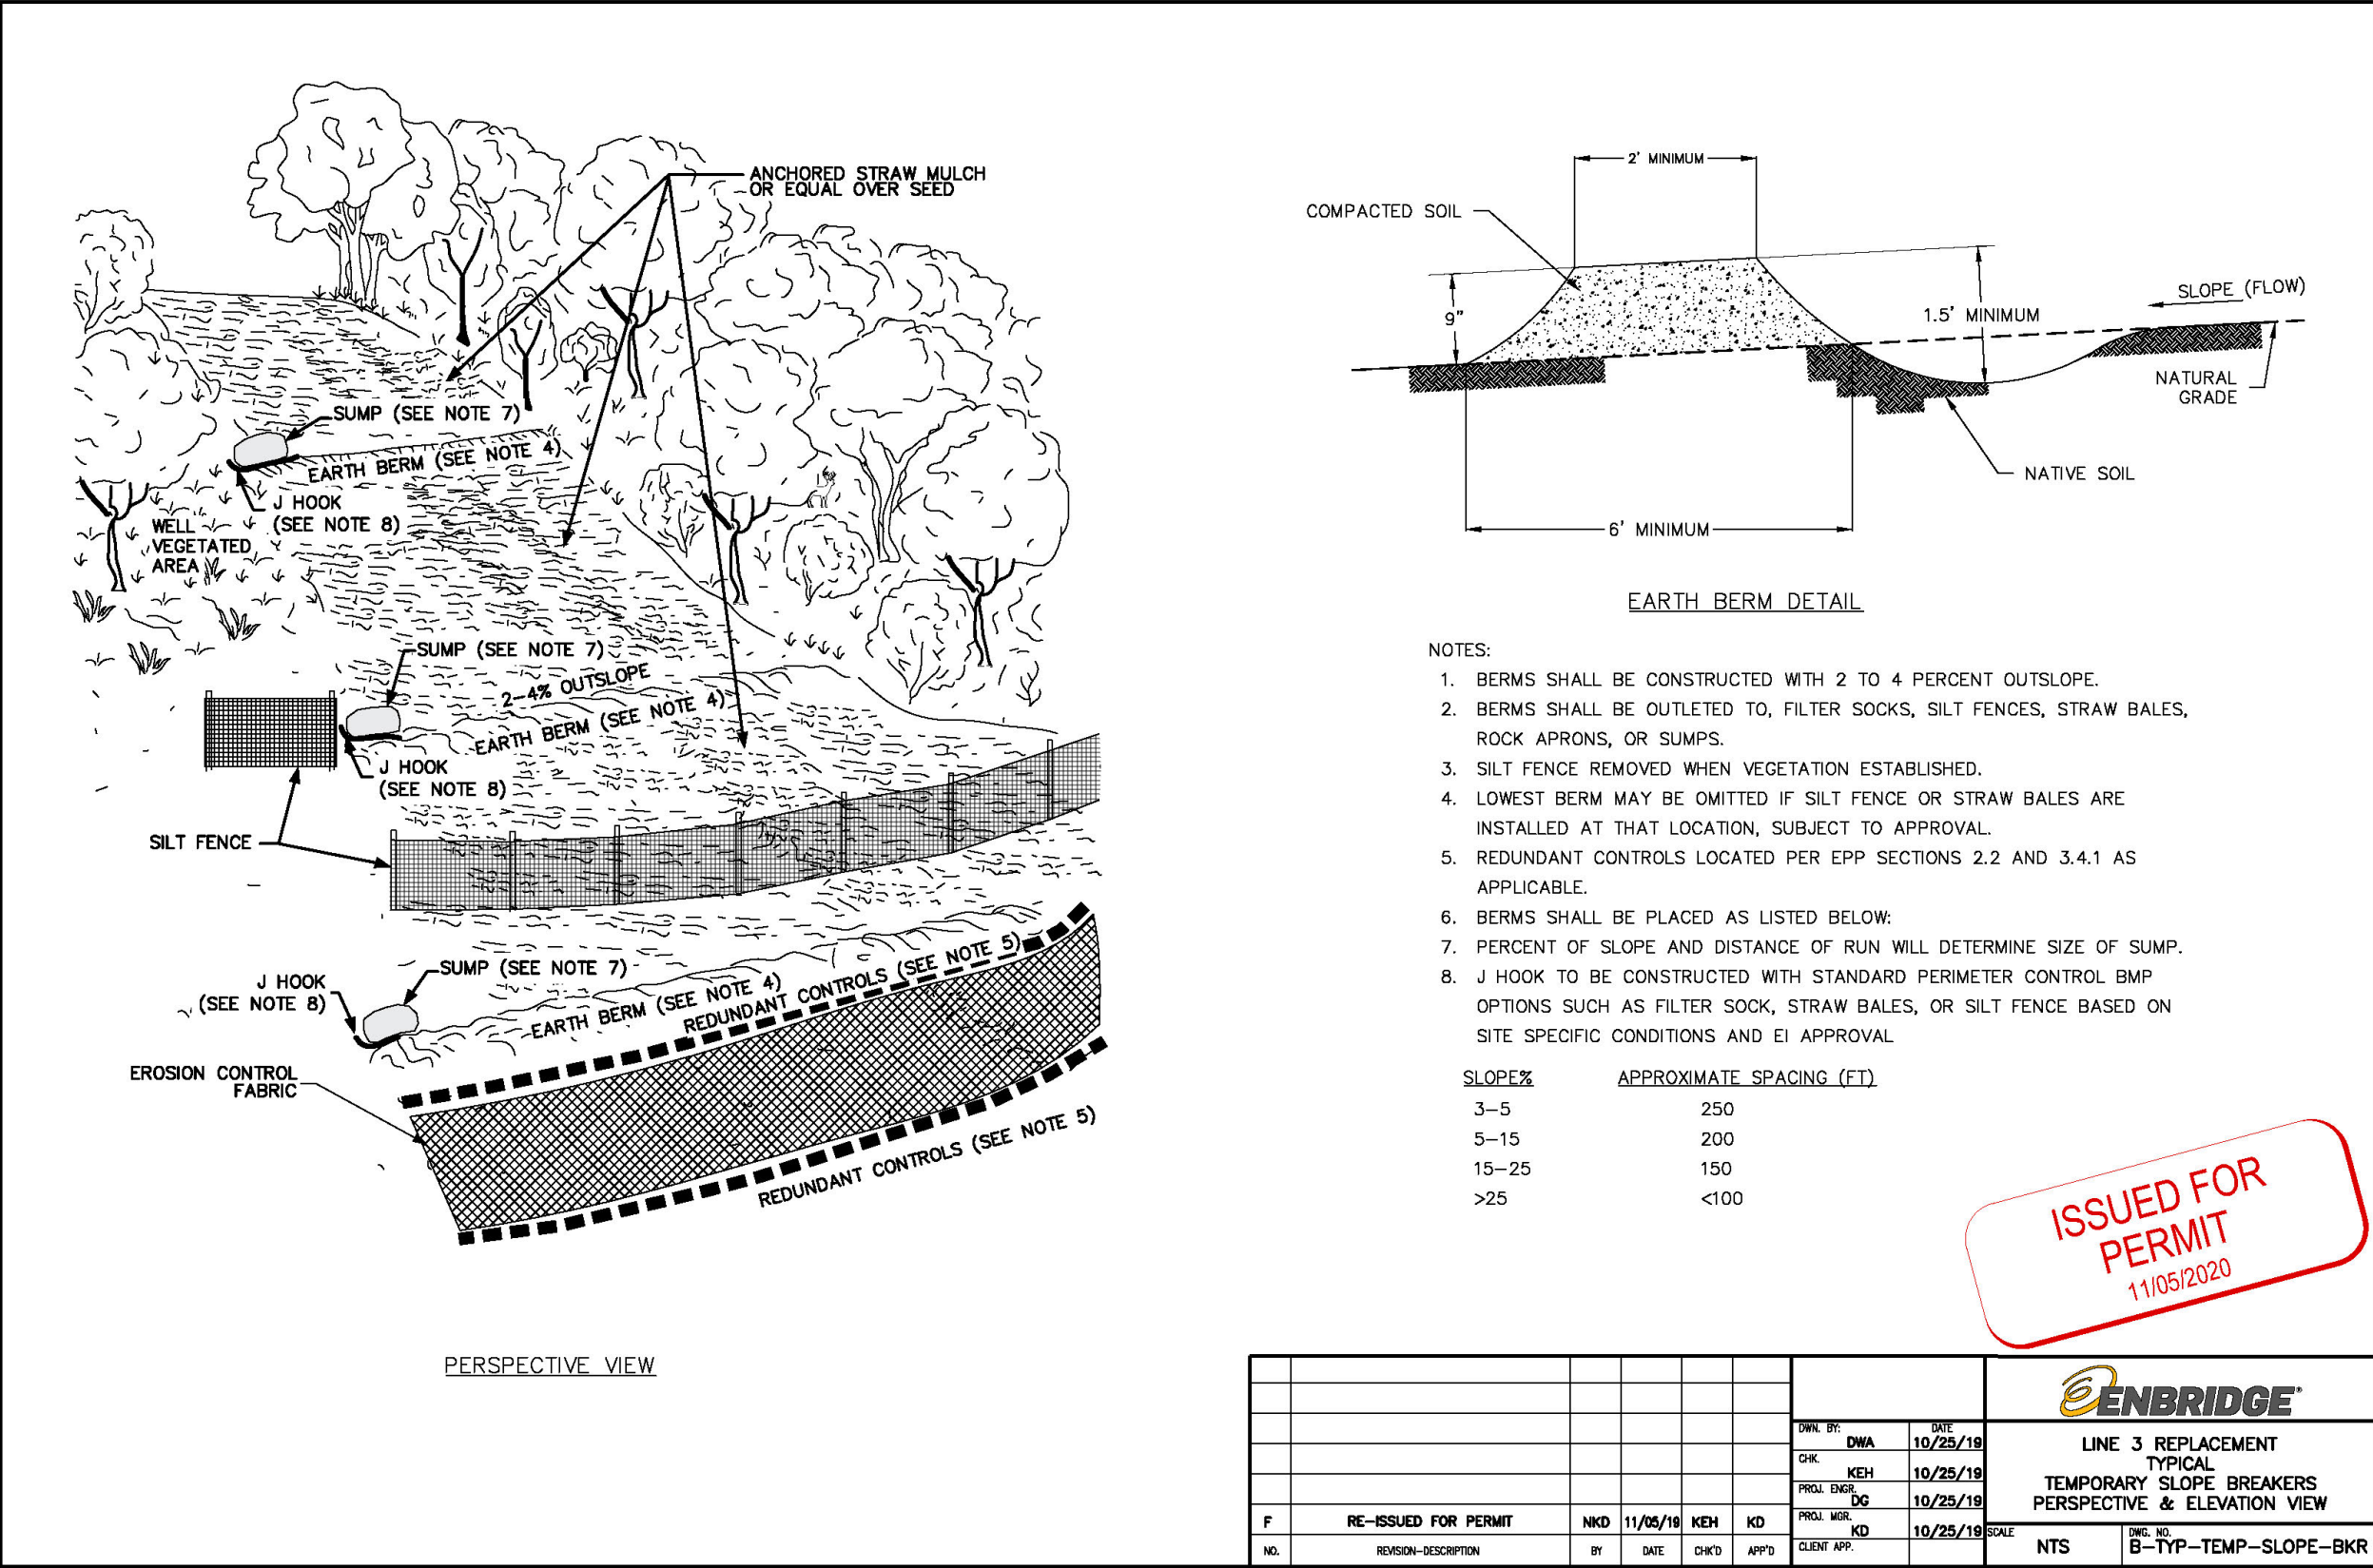 ANCHORED STRAW MULCH
OR EQUAL OVER SEED
SUMP (SEE NOTE 7)
EARTH BERM (SEE NOTE 4)
J HOOK
(SEE NOTE 8)
WELL
VEGETATED
AREA
SUMP (SEE NOTE 7)
2-4% OUTSLOPE
EARTH BERM (SEE NOTE 4)
J HOOK
(SEE NOTE 8)
SILT FENCE
SUMP (SEE NOTE 7)
J HOOK
(SEE NOTE 8)
EARTH BERM (SEE NOTE 4)
REDUNDANT CONTROLS (SEE NOTE 5)
EROSION CONTROL
FABRIC
REDUNDANT CONTROLS (SEE NOTE 5)
PERSPECTIVE VIEW
2' MINIMUM
COMPACTED SOIL
SLOPE (FLOW)
9"
1.5' MINIMUM
NATURAL
GRADE
NATIVE SOIL
6' MINIMUM
EARTH BERM DETAIL
NOTES:
1. BERMS SHALL BE CONSTRUCTED WITH 2 TO 4 PERCENT OUTSLOPE.
2. BERMS SHALL BE OUTLETED TO, FILTER SOCKS, SILT FENCES, STRAW BALES,
ROCK APRONS, OR SUMPS.
3. SILT FENCE REMOVED WHEN VEGETATION ESTABLISHED.
4. LOWEST BERM MAY BE OMITTED IF SILT FENCE OR STRAW BALES ARE
INSTALLED AT THAT LOCATION, SUBJECT TO APPROVAL.
5. REDUNDANT CONTROLS LOCATED PER EPP SECTIONS 2.2 AND 3.4.1 AS
APPLICABLE.
6. BERMS SHALL BE PLACED AS LISTED BELOW:
7. PERCENT OF SLOPE AND DISTANCE OF RUN WILL DETERMINE SIZE OF SUMP.
8. J HOOK TO BE CONSTRUCTED WITH STANDARD PERIMETER CONTROL BMP
OPTIONS SUCH AS FILTER SOCK, STRAW BALES, OR SILT FENCE BASED ON
SITE SPECIFIC CONDITIONS AND EI APPROVAL
SLOPE% APPROXIMATE SPACING (FT)
3-5 250
5-15 200
15-25 150
>25 <100
ISSUED FOR
PERMIT
11/05/2020
ENBRIDGE®
DWN. BY: DWA DATE 10/25/19
CHK. KEH 10/25/19
PROJ. ENGR. DG 10/25/19
PROJ. MGR. KD 10/25/19
CLIENT APP.
LINE 3 REPLACEMENT
TYPICAL
TEMPORARY SLOPE BREAKERS
PERSPECTIVE & ELEVATION VIEW
F RE-ISSUED FOR PERMIT NKD 11/05/19 KEH KD
NO. REVISION-DESCRIPTION BY DATE CHK'D APP'D
SCALE NTS
DWG. NO. B-TYP-TEMP-SLOPE-BKR